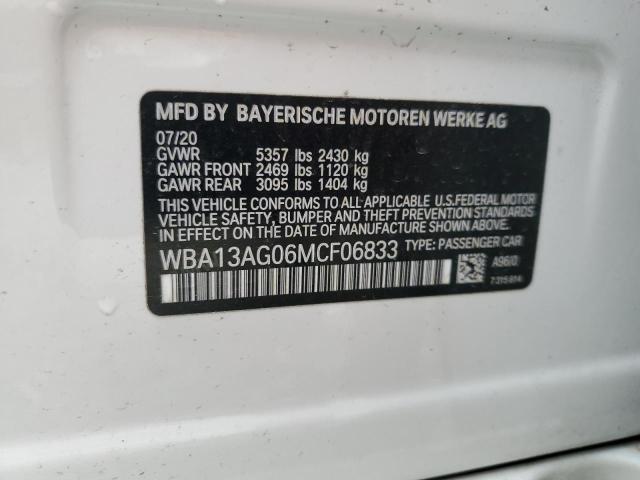 MFD BY BAYERISCHE MOTOREN WERKE AG
07/20
GVWR 5357 lbs 2430 kg
GAWR FRONT 2469 lbs 1120 kg
GAWR REAR 3095 lbs 1404 kg
THIS VEHICLE CONFORMS TO ALL APPLICABLE U.S.FEDERAL MOTOR
VEHICLE SAFETY, BUMPER AND THEFT PREVENTION STANDARDS
IN EFFECT ON THE DATE OF MANUFACTURE SHOWN ABOVE.
WBA13AG06MCF06833 TYPE: PASSENGER CAR
A96/0